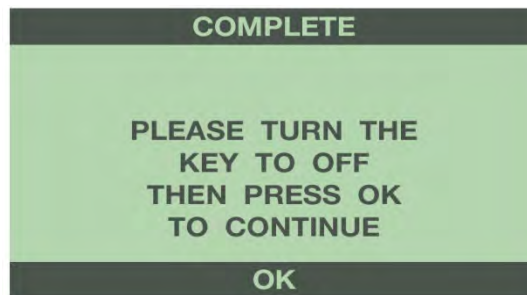 COMPLETE
PLEASE TURN THE
KEY TO OFF
THEN PRESS OK
TO CONTINUE
OK